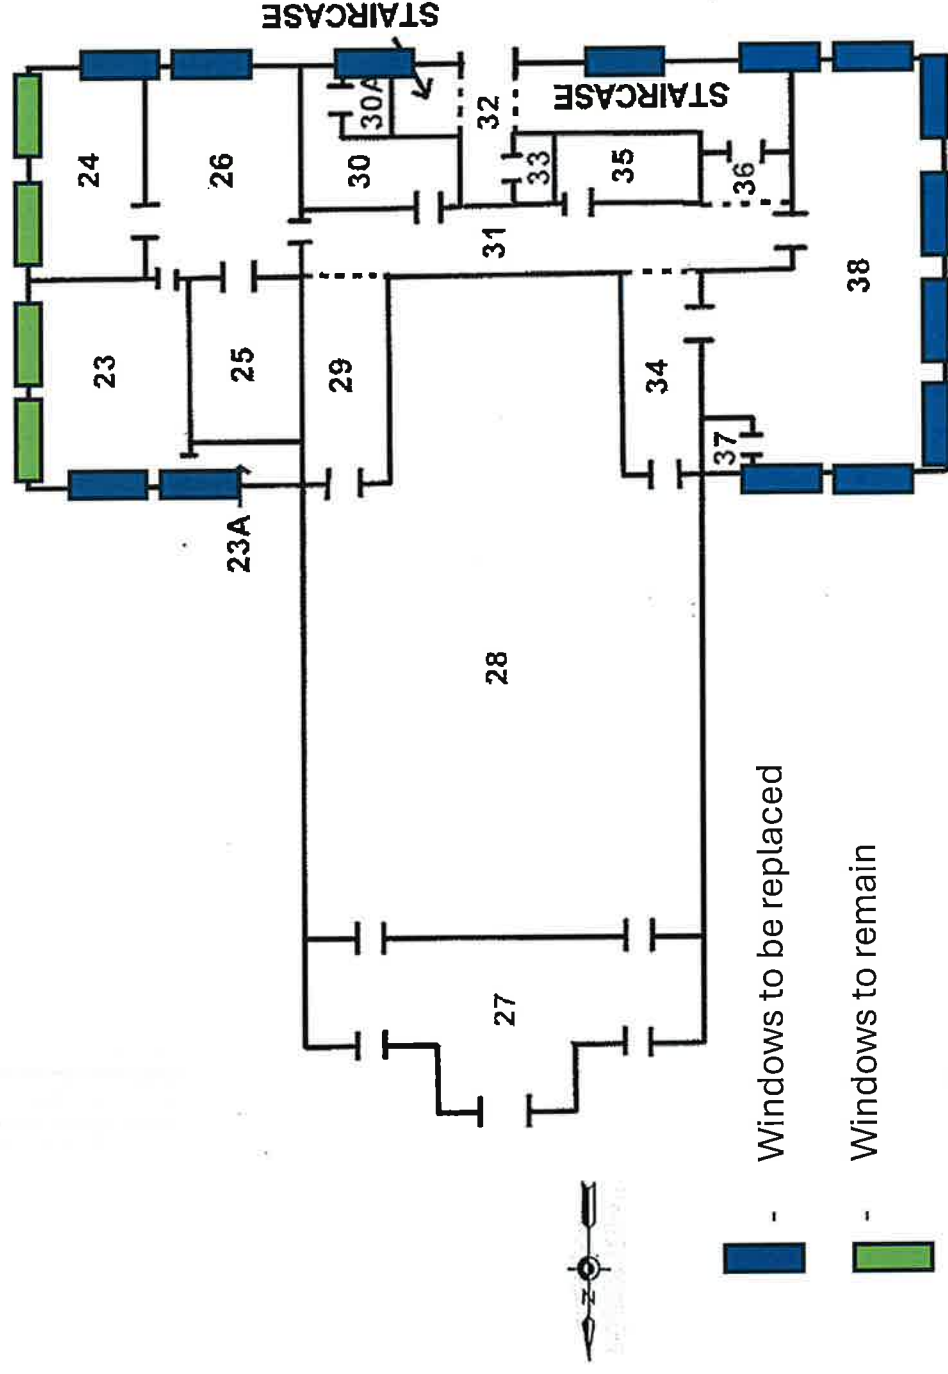 STAIRCASE
24
26
30A
30
32
STAIRCASE
33
35
36
31
23
25
29
34
38
37
23A
28
27
N
- Windows to be replaced
- Windows to remain